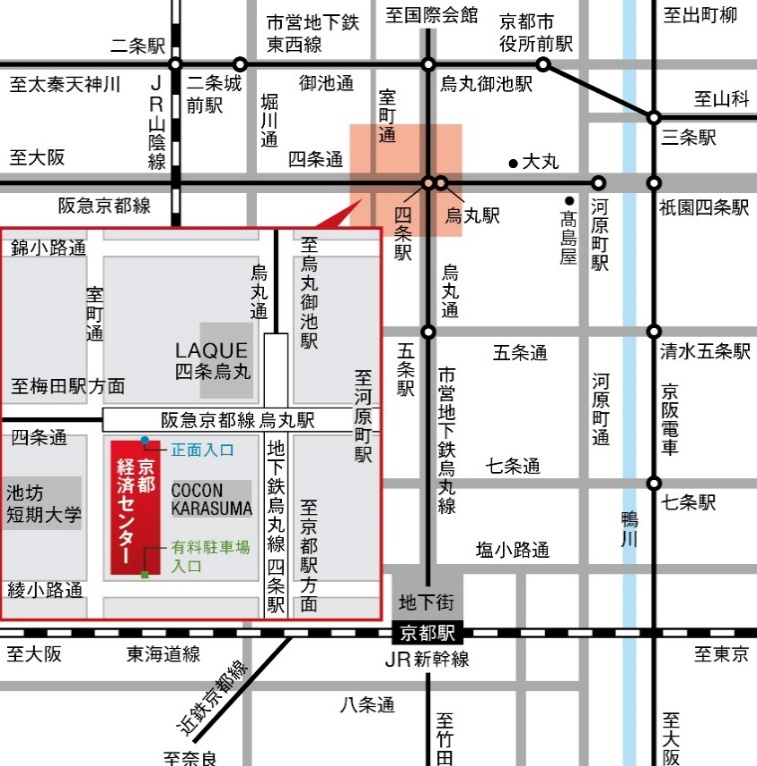 至国際会館
至出町柳
市営地下鉄
東西線
京都市
役所前駅
二条駅
至太秦天神川
二条城
前駅
御池通
烏丸御池駅
至山科
三条駅
JR山陰線
堀川通
室町通
至大阪
四条通
大丸
阪急京都線
四条駅
烏丸駅
髙島屋
河原町駅
祇園四条駅
錦小路通
室町通
烏丸通
至烏丸御池駅
LAQUE
四条烏丸
至梅田駅方面
至河原町駅
阪急京都線 烏丸駅
四条通
正面入口
京都
経済センター
池坊
短期大学
COCON
KARASUMA
地下鉄烏丸線 四条駅
至京都駅方面
有料駐車場
入口
綾小路通
烏丸通
五条駅
五条通
清水五条駅
市営地下鉄烏丸線
河原町通
京阪電車
七条通
七条駅
鴨川
塩小路通
地下街
京都駅
至大阪
東海道線
JR新幹線
至東京
近鉄京都線
至奈良
八条通
至竹田
至大阪